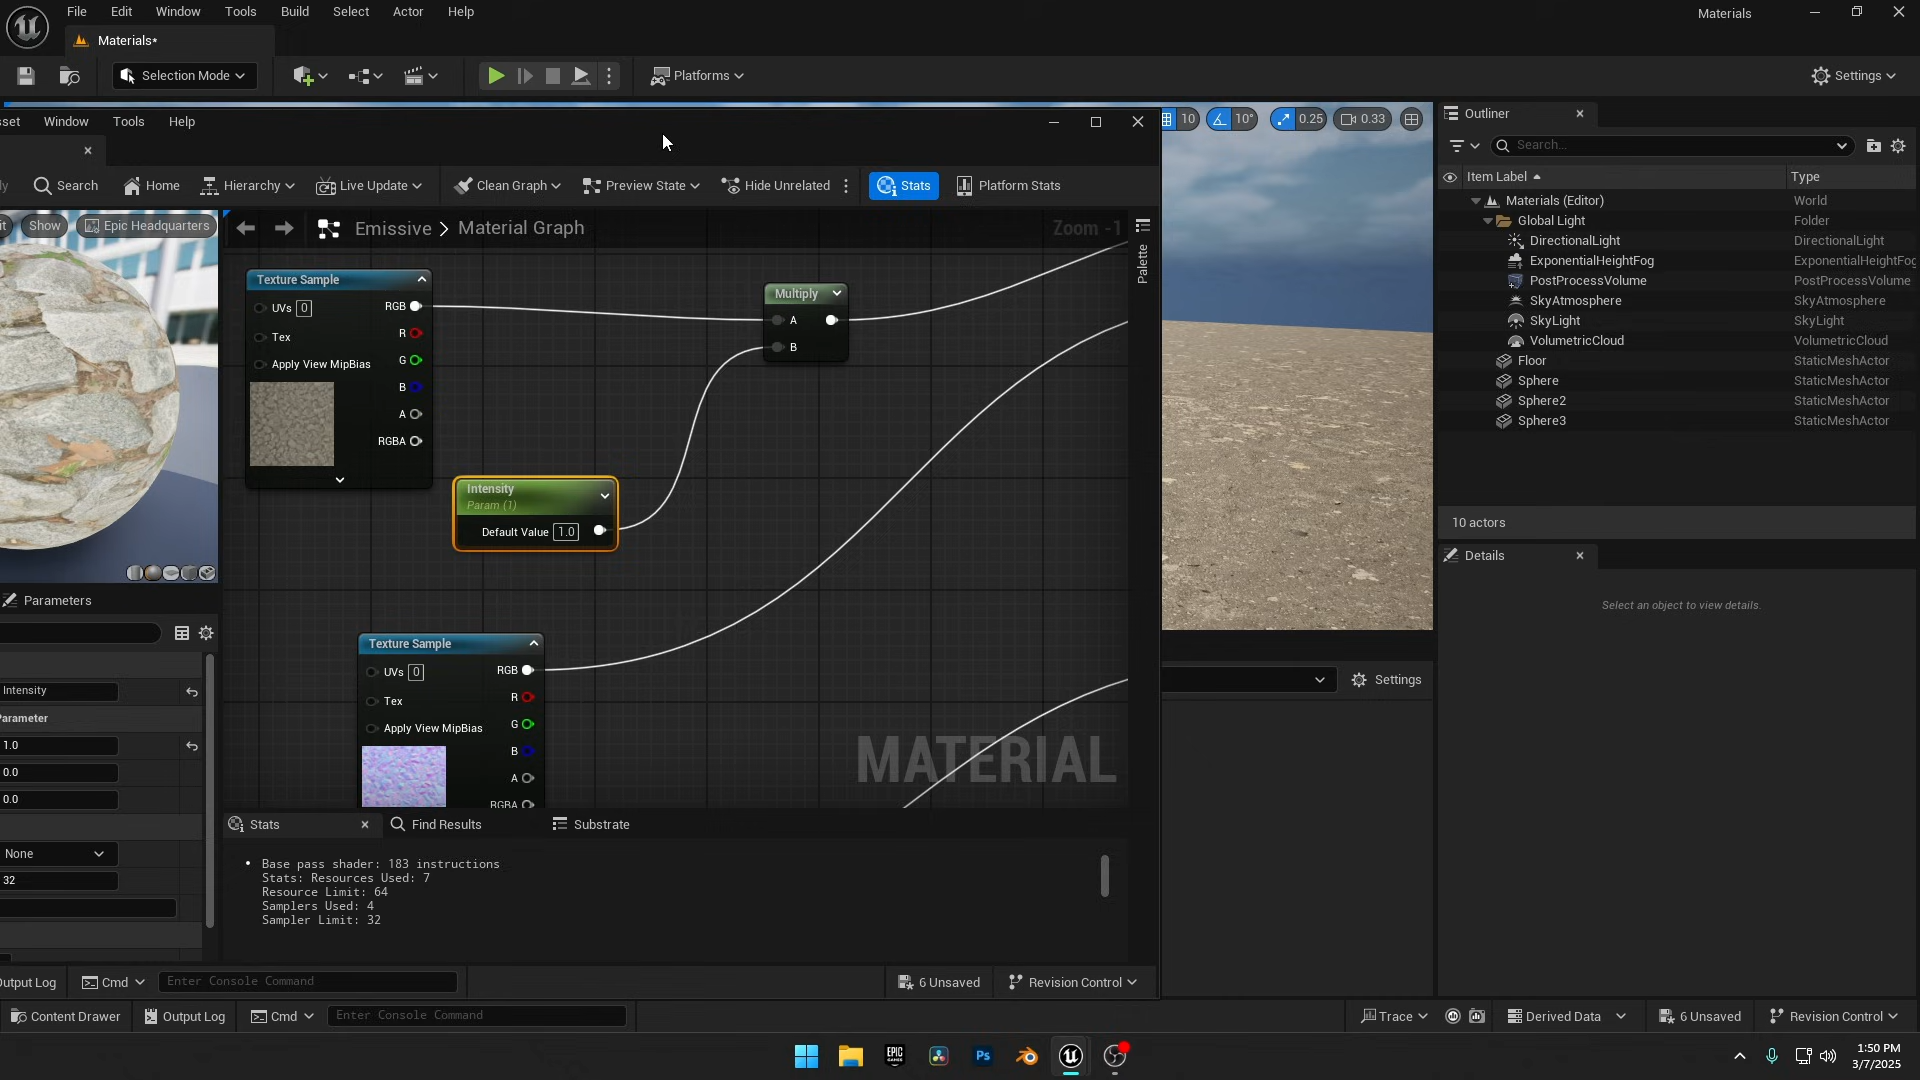 File Edit Window Tools Build Select Actor Help
Materials
Materials*
Selection Mode
Platforms
Settings
sset Window Tools Help
10 10° 0.25 0.33
Outliner
Search...
Item Label Type
Materials (Editor) World
Global Light Folder
DirectionalLight DirectionalLight
ExponentialHeightFog ExponentialHeightFog
PostProcessVolume PostProcessVolume
SkyAtmosphere SkyAtmosphere
SkyLight SkyLight
VolumetricCloud VolumetricCloud
Floor StaticMeshActor
Sphere StaticMeshActor
Sphere2 StaticMeshActor
Sphere3 StaticMeshActor
10 actors
Details
Select an object to view details.
Search Home Hierarchy Live Update Clean Graph Preview State Hide Unrelated Stats Platform Stats
Show Epic Headquarters
Emissive > Material Graph
Zoom -1
Palette
Texture Sample
UVs 0 RGB
R
Tex
G
Apply View MipBias
B
A
RGBA
Multiply
A
B
Intensity
Param (1)
Default Value 1.0
Texture Sample
UVs 0 RGB
R
Tex
G
Apply View MipBias
B
A
RGBA
MATERIAL
Parameters
Intensity
Parameter
1.0
0.0
0.0
None
32
Settings
Stats Find Results Substrate
• Base pass shader: 183 instructions
Stats: Resources Used: 7
Resource Limit: 64
Samplers Used: 4
Sampler Limit: 32
Output Log Cmd Enter Console Command 6 Unsaved Revision Control
Content Drawer Output Log Cmd Enter Console Command Trace Derived Data 6 Unsaved Revision Control
EPIC GAMES
Ps
1:50 PM
3/7/2025